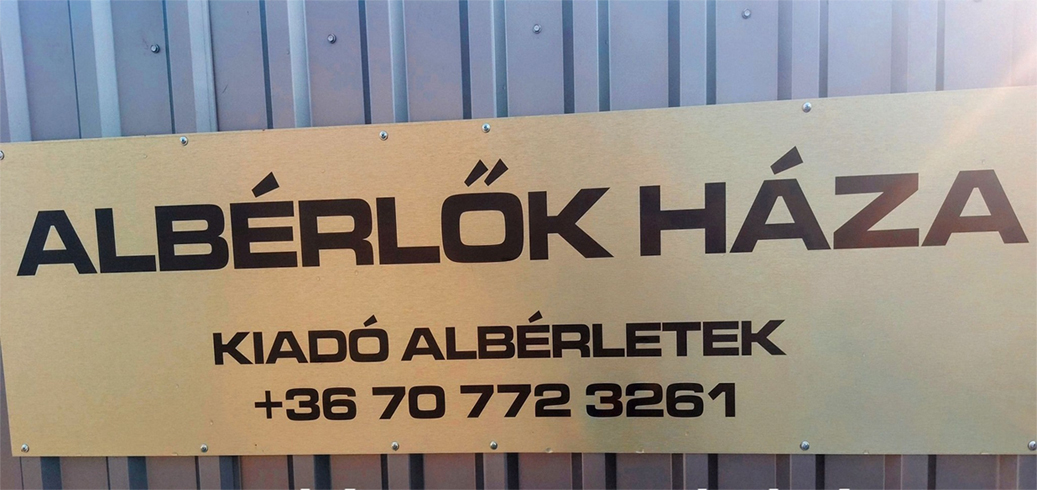 ALBÉRLŐK HÁZA
KIADÓ ALBÉRLETEK
+36 70 772 3261